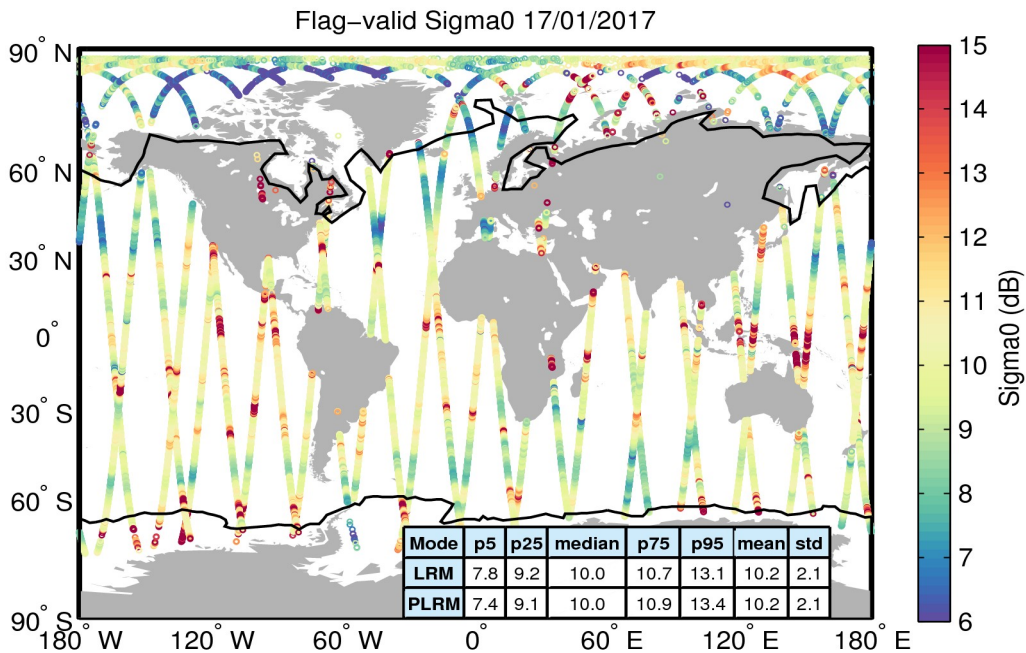 Flag−valid Sigma0 17/01/2017
90° N
60° N
30° N
0°
30° S
60° S
90° S
180° W
120° W
60° W
0°
60° E
120° E
180° E
Mode p5 p25 median p75 p95 mean std
LRM 7.8 9.2 10.0 10.7 13.1 10.2 2.1
PLRM 7.4 9.1 10.0 10.9 13.4 10.2 2.1
15
14
13
12
11
10
9
8
7
6
Sigma0 (dB)